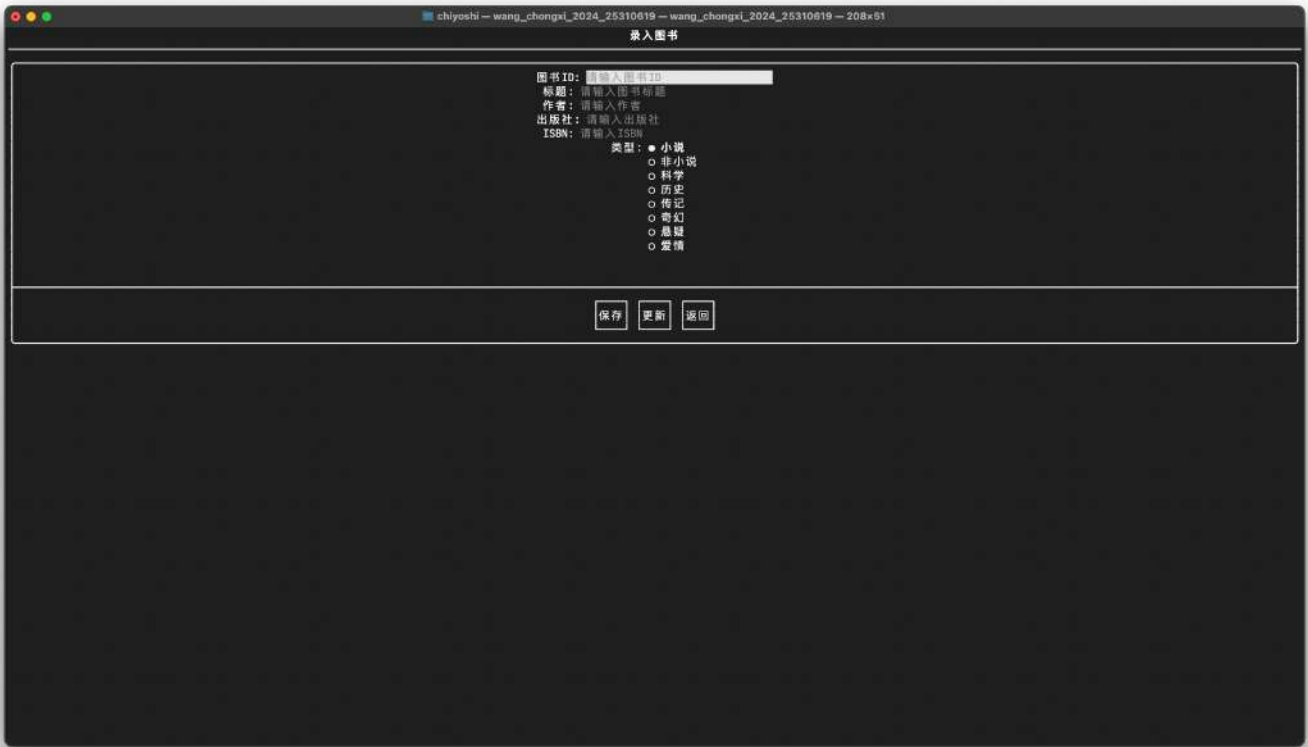 chiyoshi — wang_chongxi_2024_25310619 — wang_chongxi_2024_25310619 — 208×51
录入图书
图书ID: 请输入图书ID
标题: 请输入图书标题
作者: 请输入作者
出版社: 请输入出版社
ISBN: 请输入ISBN
类型: 小说
非小说
科学
历史
传记
奇幻
悬疑
爱情
保存 更新 返回